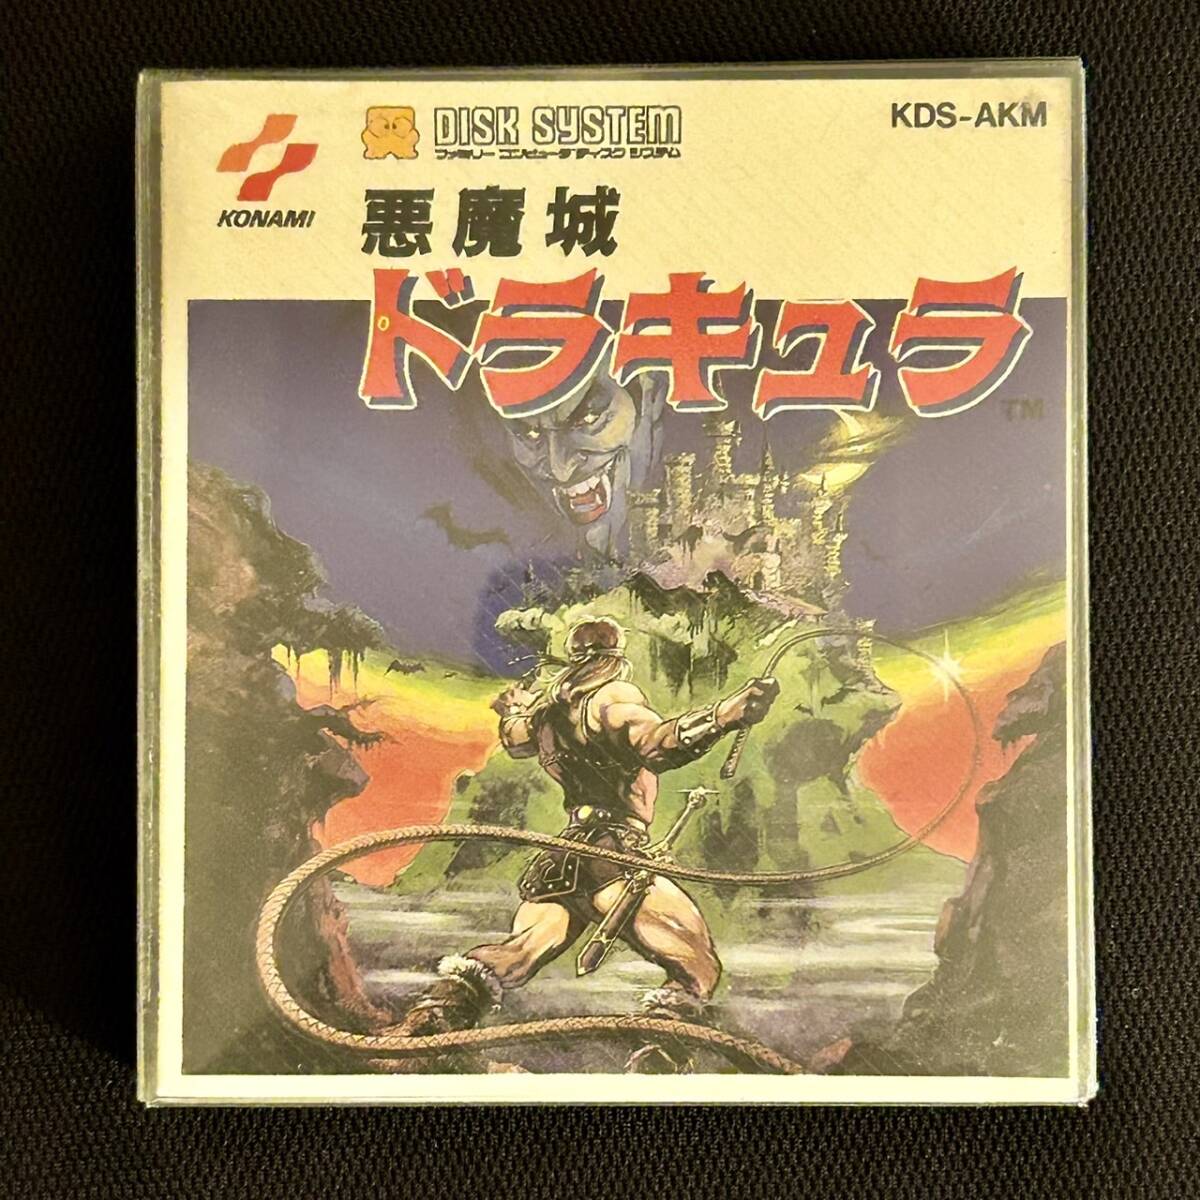 KONAMI
DISK SYSTEM
ファミリー コンピュータ ディスク システム
KDS-AKM
悪魔城
ドラキュラ
TM